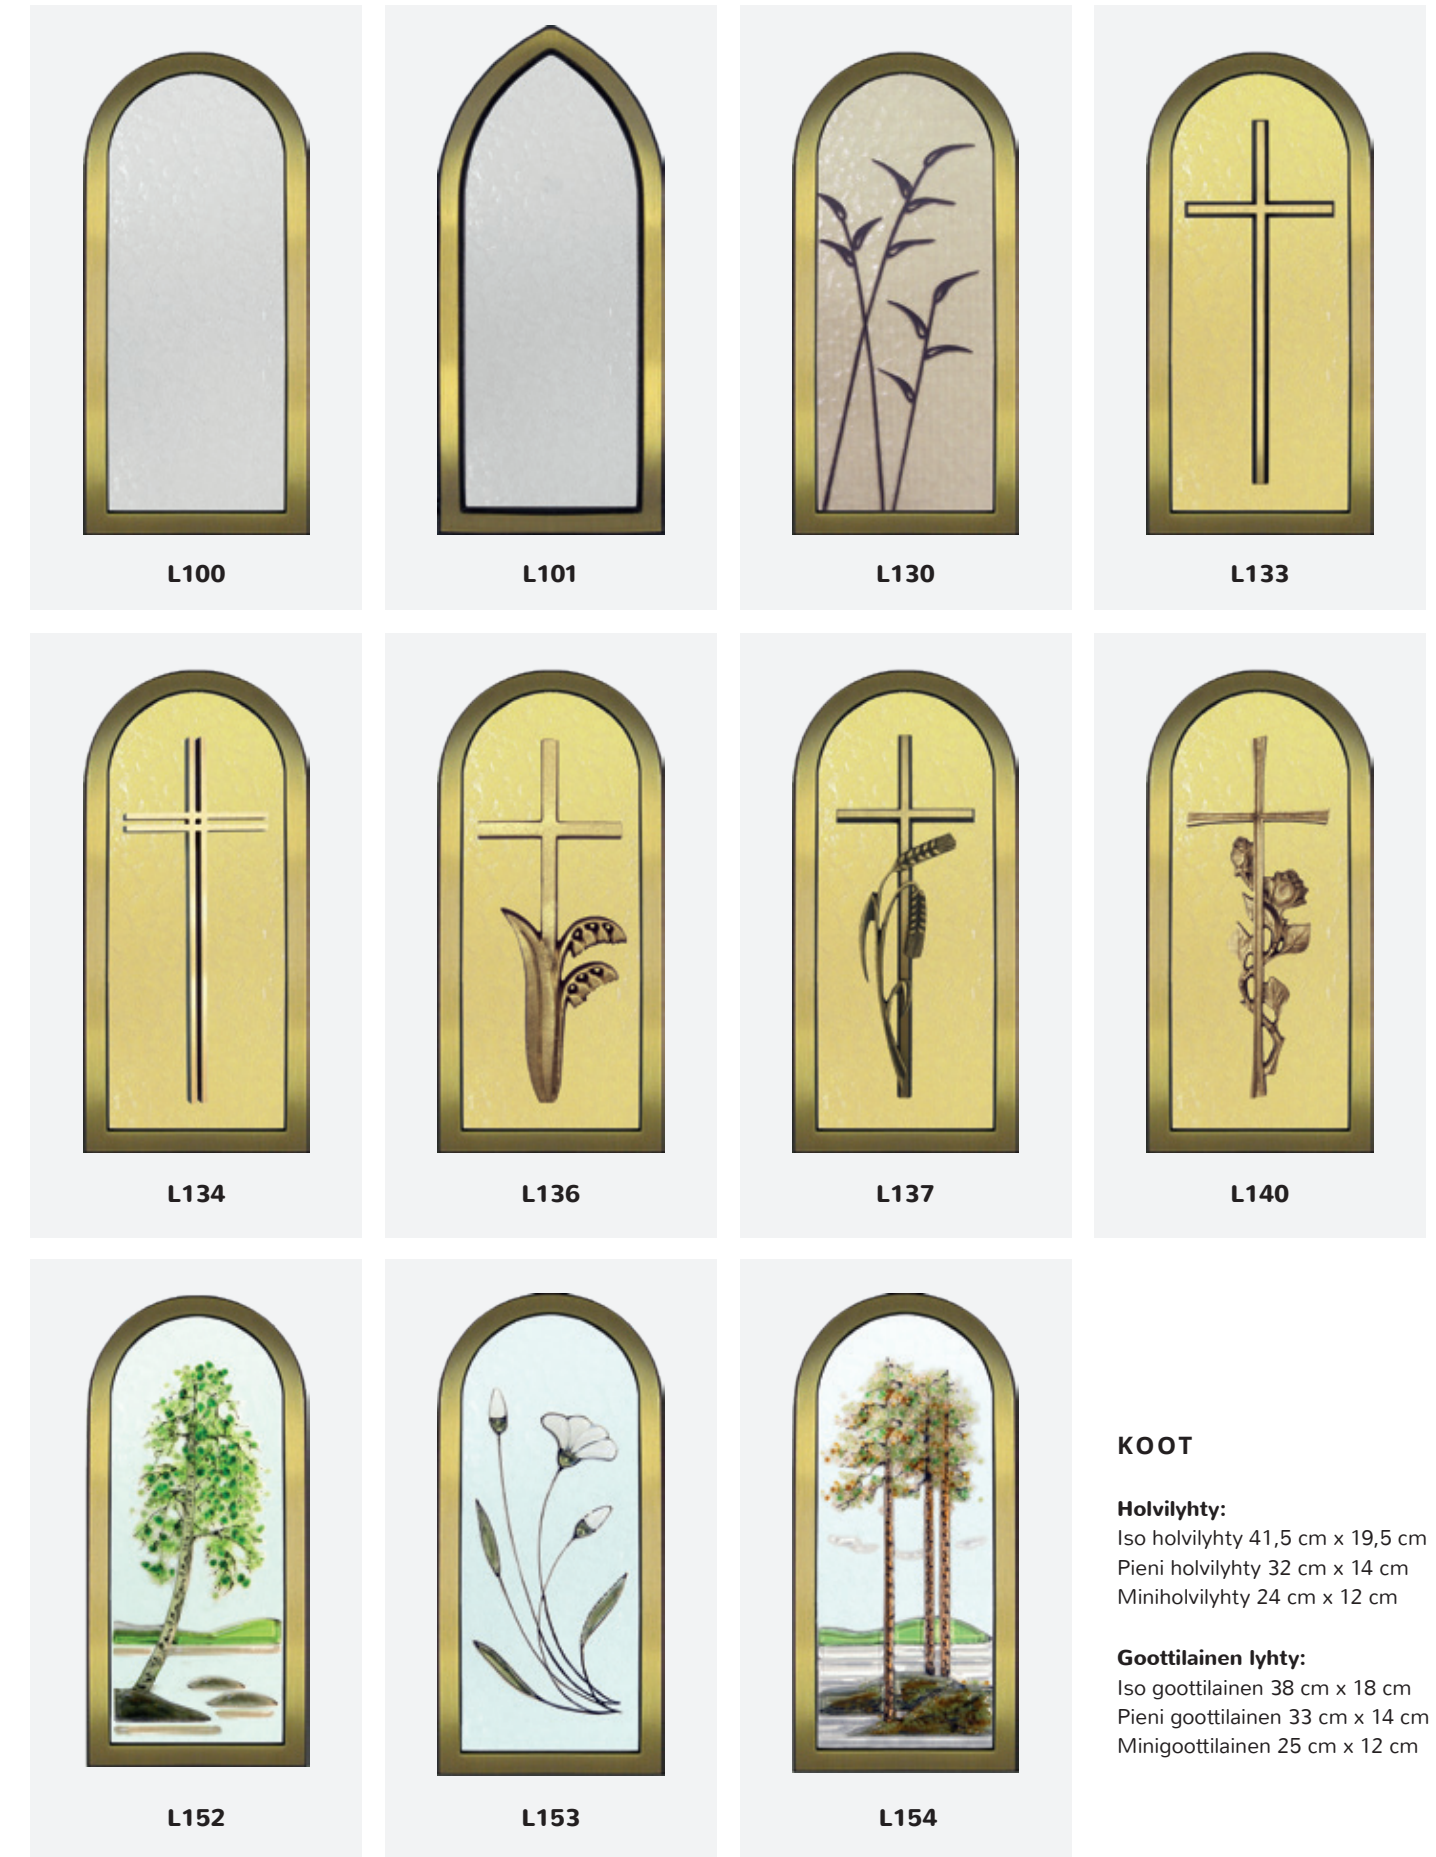 L100
L101
L130
L133
L134
L136
L137
L140
L152
L153
L154
KOOT
Holvilyhty:
Iso holvilyhty 41,5 cm x 19,5 cm
Pieni holvilyhty 32 cm x 14 cm
Miniholvilyhty 24 cm x 12 cm
Goottilainen lyhty:
Iso goottilainen 38 cm x 18 cm
Pieni goottilainen 33 cm x 14 cm
Minigoottilainen 25 cm x 12 cm